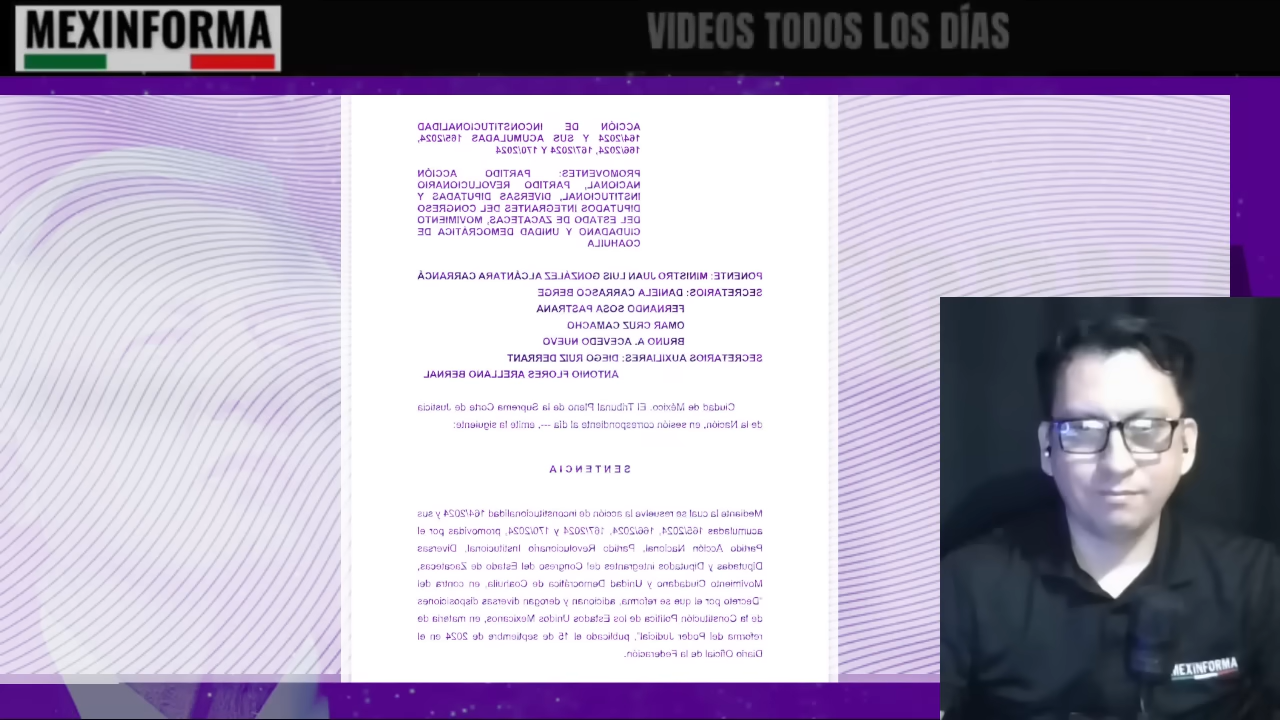 MEXINFORMA
VIDEOS TODOS LOS DÍAS
ACCIÓN DE INCONSTITUCIONALIDAD
164/2024 Y SUS ACUMULADAS 165/2024,
166/2024, 167/2024 Y 170/2024
PROMOVENTES: PARTIDO ACCIÓN
NACIONAL, PARTIDO REVOLUCIONARIO
INSTITUCIONAL, DIVERSAS DIPUTADAS Y
DIPUTADOS INTEGRANTES DEL CONGRESO
DEL ESTADO DE ZACATECAS, MOVIMIENTO
CIUDADANO Y UNIDAD DEMOCRÁTICA DE
COAHUILA
PONENTE: MINISTRO JUAN LUIS GONZÁLEZ ALCÁNTARA CARRANCÁ
SECRETARIOS: DANIELA CARRASCO BERGE
FERNANDO SOSA PASTRANA
OMAR CRUZ CAMACHO
BRUNO A. ACEVEDO NUEVO
SECRETARIOS AUXILIARES: DIEGO RUIZ DERRANT
ANTONIO FLORES ARELLANO BERNAL
Ciudad de México. El Tribunal Pleno de la Suprema Corte de Justicia
de la Nación, en sesión correspondiente al día ---, emite la siguiente:
S E N T E N C I A
Mediante la cual se resuelve la acción de inconstitucionalidad 164/2024 y sus
acumuladas 165/2024, 166/2024, 167/2024 y 170/2024, promovidas por el
Partido Acción Nacional, Partido Revolucionario Institucional, Diversas
Diputadas y Diputados integrantes del Congreso del Estado de Zacatecas,
Movimiento Ciudadano y Unidad Democrática de Coahuila, en contra del
"Decreto por el que se reforma, adicionan y derogan diversas disposiciones
de la Constitución Política de los Estados Unidos Mexicanos, en materia de
reforma del Poder Judicial", publicado el 15 de septiembre de 2024 en el
Diario Oficial de la Federación.
MEXINFORMA